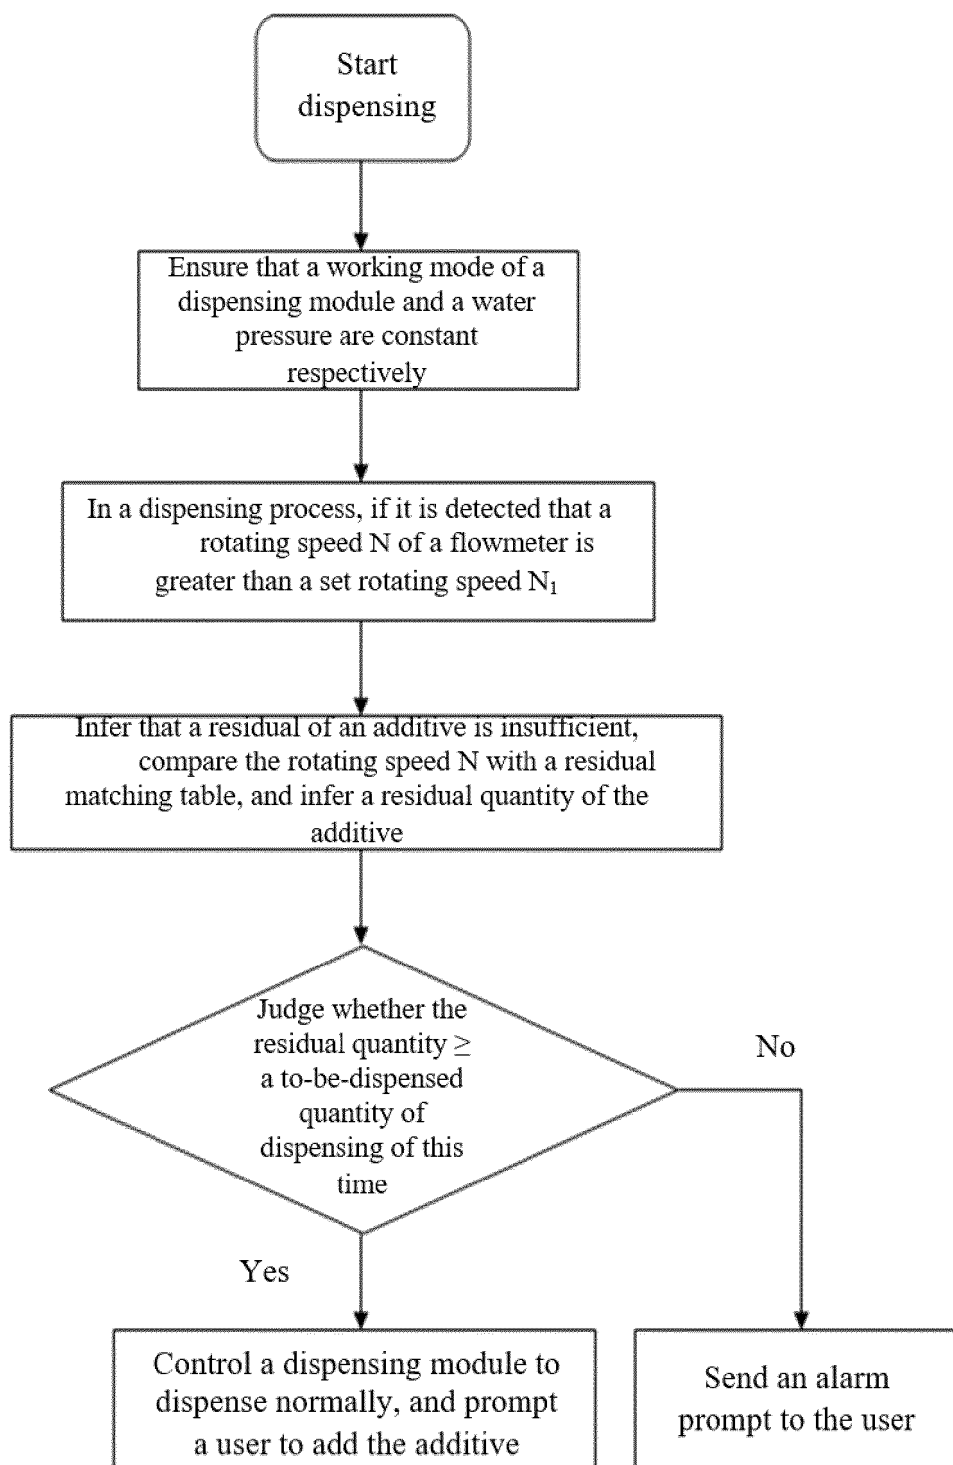 Start
dispensing
Ensure that a working mode of a
dispensing module and a water
pressure are constant
respectively
In a dispensing process, if it is detected that a
rotating speed N of a flowmeter is
greater than a set rotating speed N₁
Infer that a residual of an additive is insufficient,
compare the rotating speed N with a residual
matching table, and infer a residual quantity of the
additive
Judge whether the
residual quantity ≥
a to-be-dispensed
quantity of
dispensing of this
time
No
Yes
Control a dispensing module to
dispense normally, and prompt
a user to add the additive
Send an alarm
prompt to the user